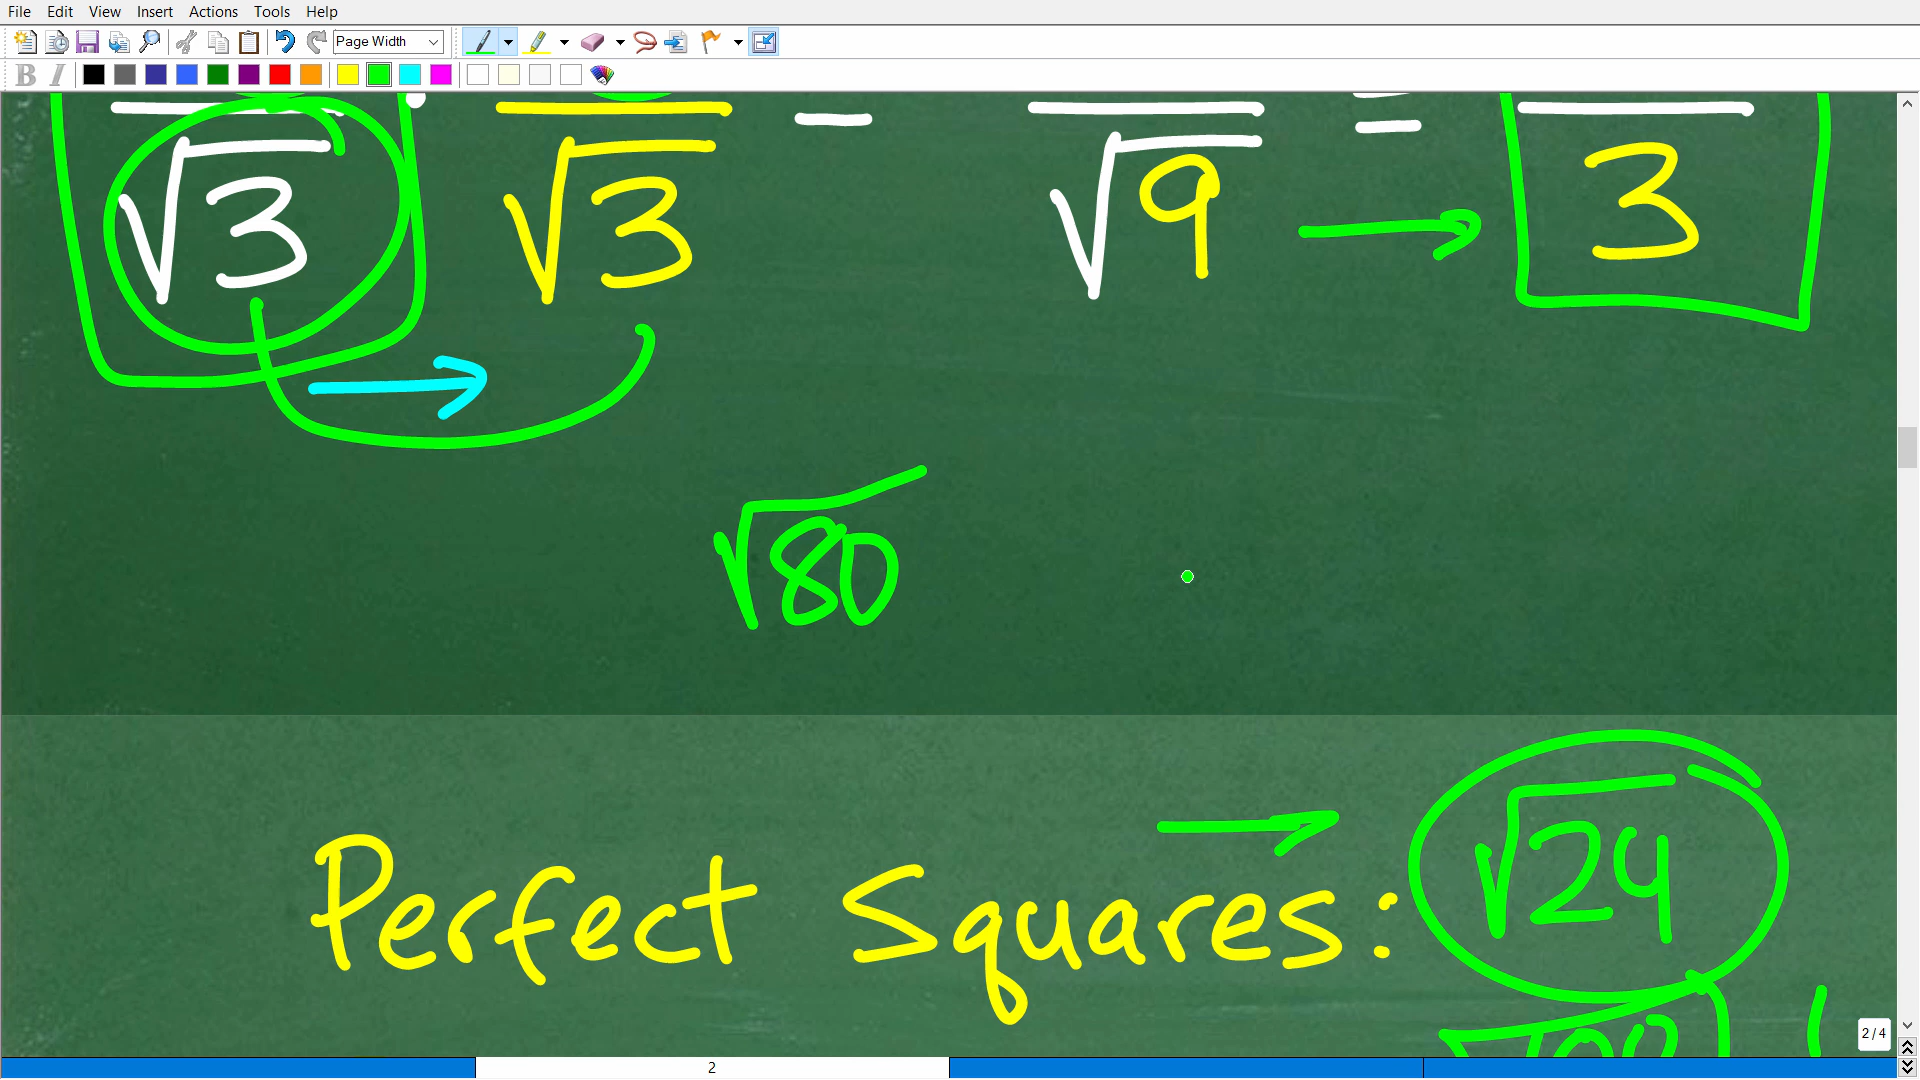 File Edit View Insert Actions Tools Help
Page Width
B I
√3 √3 √9 = 3
√80
Perfect Squares: √24
2 / 4
2